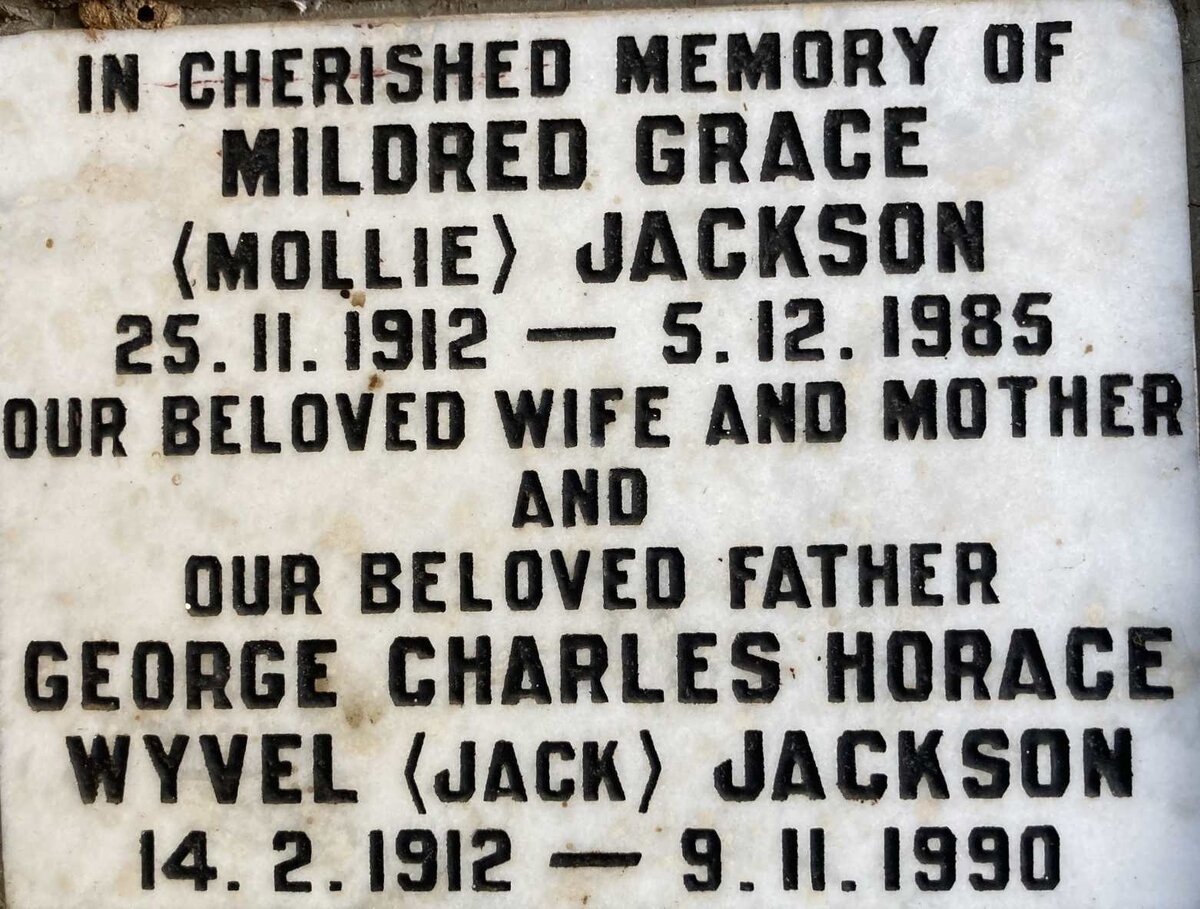 IN CHERISHED MEMORY OF
MILDRED GRACE
(MOLLIE) JACKSON
25. 11. 1912 — 5. 12. 1985
OUR BELOVED WIFE AND MOTHER
AND
OUR BELOVED FATHER
GEORGE CHARLES HORACE
WYVEL (JACK) JACKSON
14. 2. 1912 — 9. 11. 1990